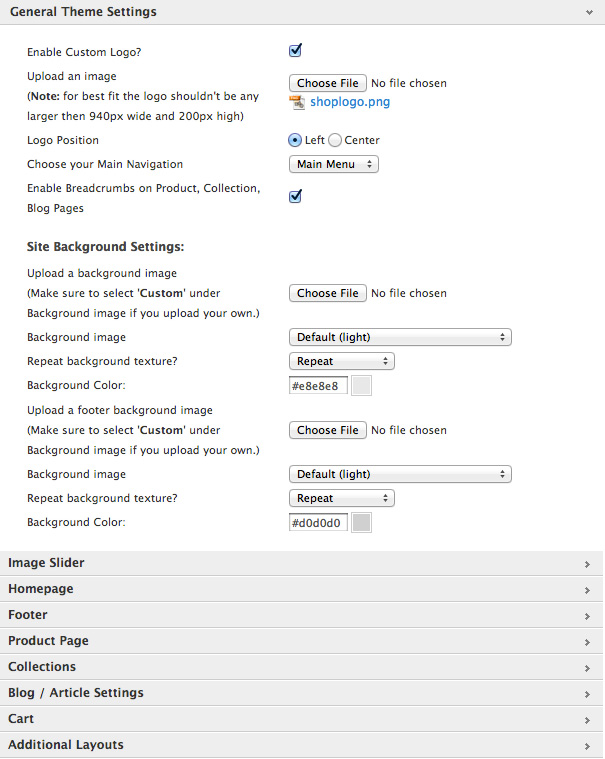 General Theme Settings
Enable Custom Logo?
Upload an image
(Note: for best fit the logo shouldn't be any
larger then 940px wide and 200px high)
Choose File No file chosen
shoplogo.png
Logo Position
Left Center
Choose your Main Navigation
Main Menu
Enable Breadcrumbs on Product, Collection,
Blog Pages
Site Background Settings:
Upload a background image
(Make sure to select 'Custom' under
Background image if you upload your own.)
Choose File No file chosen
Background image
Default (light)
Repeat background texture?
Repeat
Background Color:
#e8e8e8
Upload a footer background image
(Make sure to select 'Custom' under
Background image if you upload your own.)
Choose File No file chosen
Background image
Default (light)
Repeat background texture?
Repeat
Background Color:
#d0d0d0
Image Slider
Homepage
Footer
Product Page
Collections
Blog / Article Settings
Cart
Additional Layouts